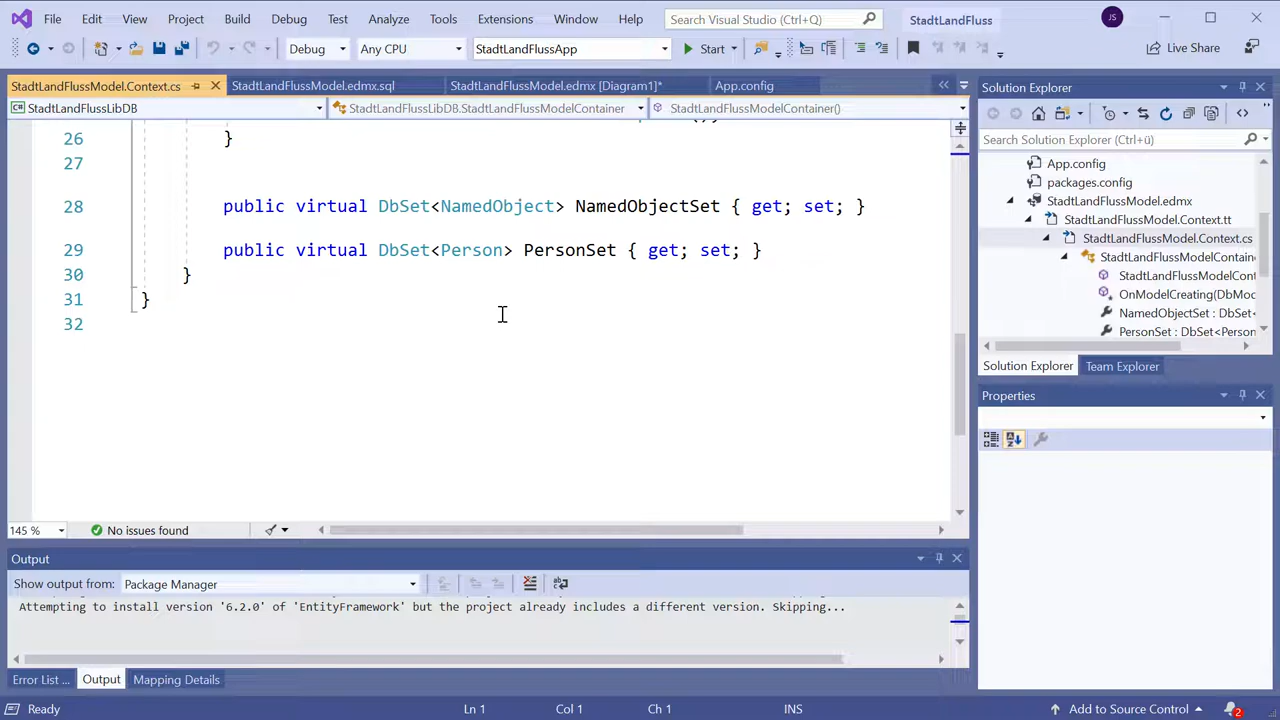 File Edit View Project Build Debug Test Analyze Tools Extensions Window Help Search Visual Studio (Ctrl+Q) StadtLandFluss JS
Debug Any CPU StadtLandFlussApp Start Live Share
StadtLandFlussModel.Context.cs StadtLandFlussModel.edmx.sql StadtLandFlussModel.edmx [Diagram1]* App.config
StadtLandFlussLibDB StadtLandFlussLibDB.StadtLandFlussModelContainer StadtLandFlussModelContainer()
26 }
27
28 public virtual DbSet<NamedObject> NamedObjectSet { get; set; }
29 public virtual DbSet<Person> PersonSet { get; set; }
30 }
31 }
32
145 % No issues found
Output
Show output from: Package Manager
Attempting to install version '6.2.0' of 'EntityFramework' but the project already includes a different version. Skipping...
Error List ... Output Mapping Details
Solution Explorer
Search Solution Explorer (Ctrl+ü)
App.config
packages.config
StadtLandFlussModel.edmx
StadtLandFlussModel.Context.tt
StadtLandFlussModel.Context.cs
StadtLandFlussModelContaine
StadtLandFlussModelCont
OnModelCreating(DbMod
NamedObjectSet : DbSet<
PersonSet : DbSet<Person
Solution Explorer Team Explorer
Properties
Ready Ln 1 Col 1 Ch 1 INS Add to Source Control 2